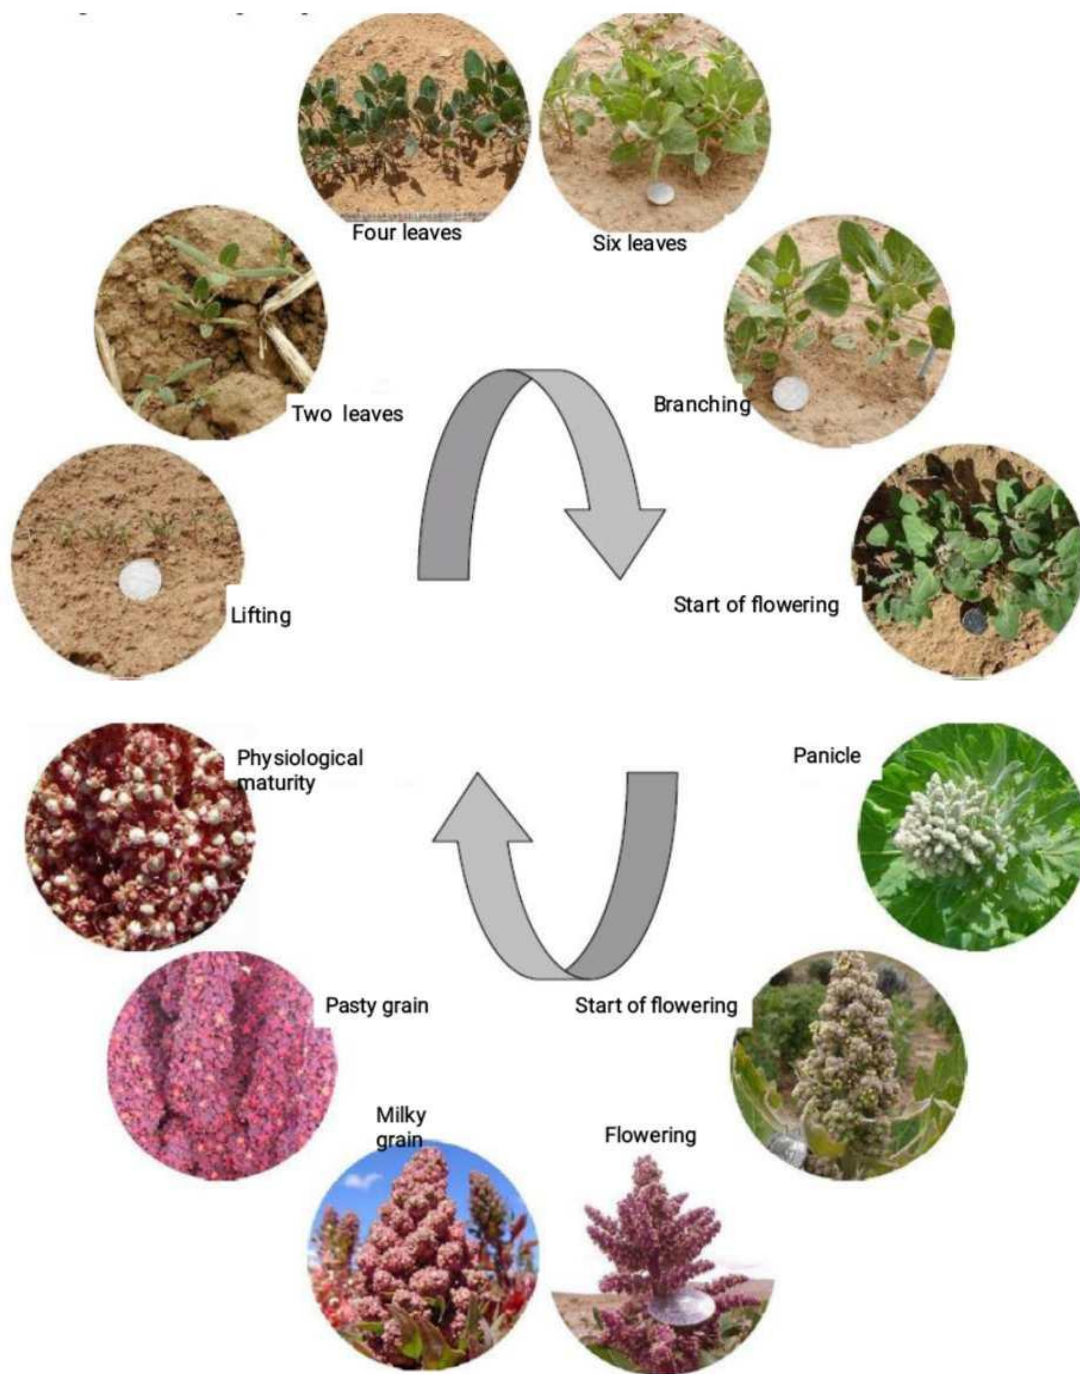 Four leaves
Six leaves
Two leaves
Branching
Lifting
Start of flowering
Physiological
maturity
Panicle
Pasty grain
Start of flowering
Milky
grain
Flowering